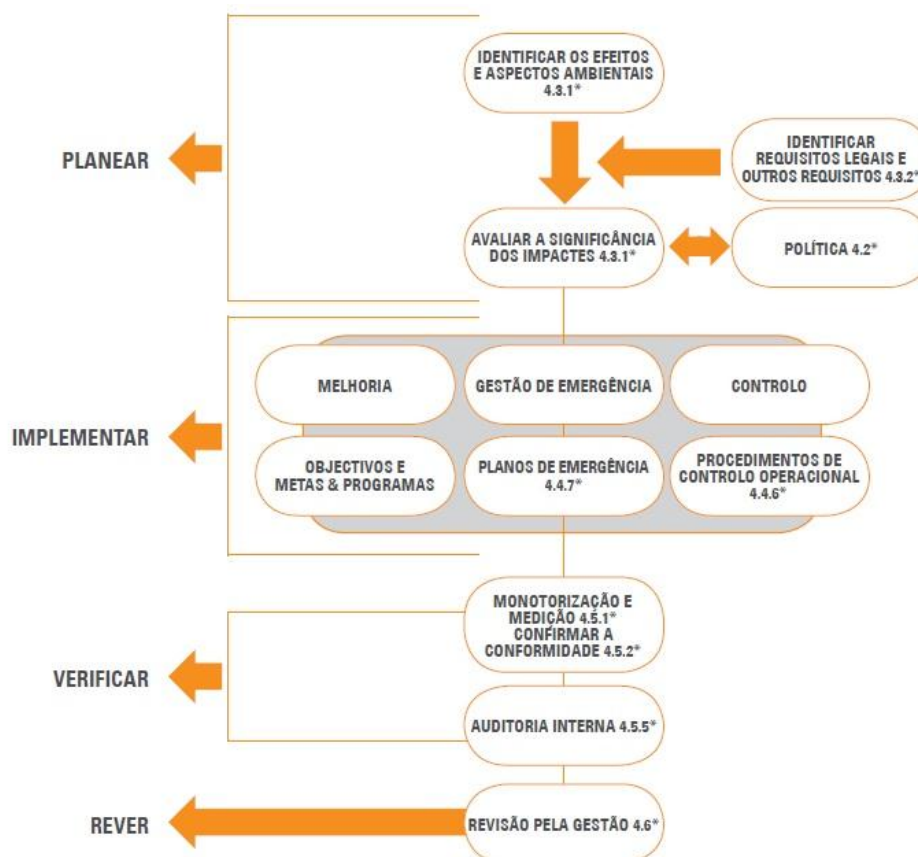 IDENTIFICAR OS EFEITOS
E ASPECTOS AMBIENTAIS
4.3.1*
PLANEAR
IDENTIFICAR
REQUISITOS LEGAIS E
OUTROS REQUISITOS 4.3.2*
AVALIAR A SIGNIFICÂNCIA
DOS IMPACTES 4.3.1*
POLÍTICA 4.2*
IMPLEMENTAR
MELHORIA
GESTÃO DE EMERGÊNCIA
CONTROLO
OBJECTIVOS E
METAS & PROGRAMAS
PLANOS DE EMERGÊNCIA
4.4.7*
PROCEDIMENTOS DE
CONTROLO OPERACIONAL
4.4.6*
VERIFICAR
MONOTORIZAÇÃO E
MEDIÇÃO 4.5.1*
CONFIRMAR A
CONFORMIDADE 4.5.2*
AUDITORIA INTERNA 4.5.5*
REVER
REVISÃO PELA GESTÃO 4.6*